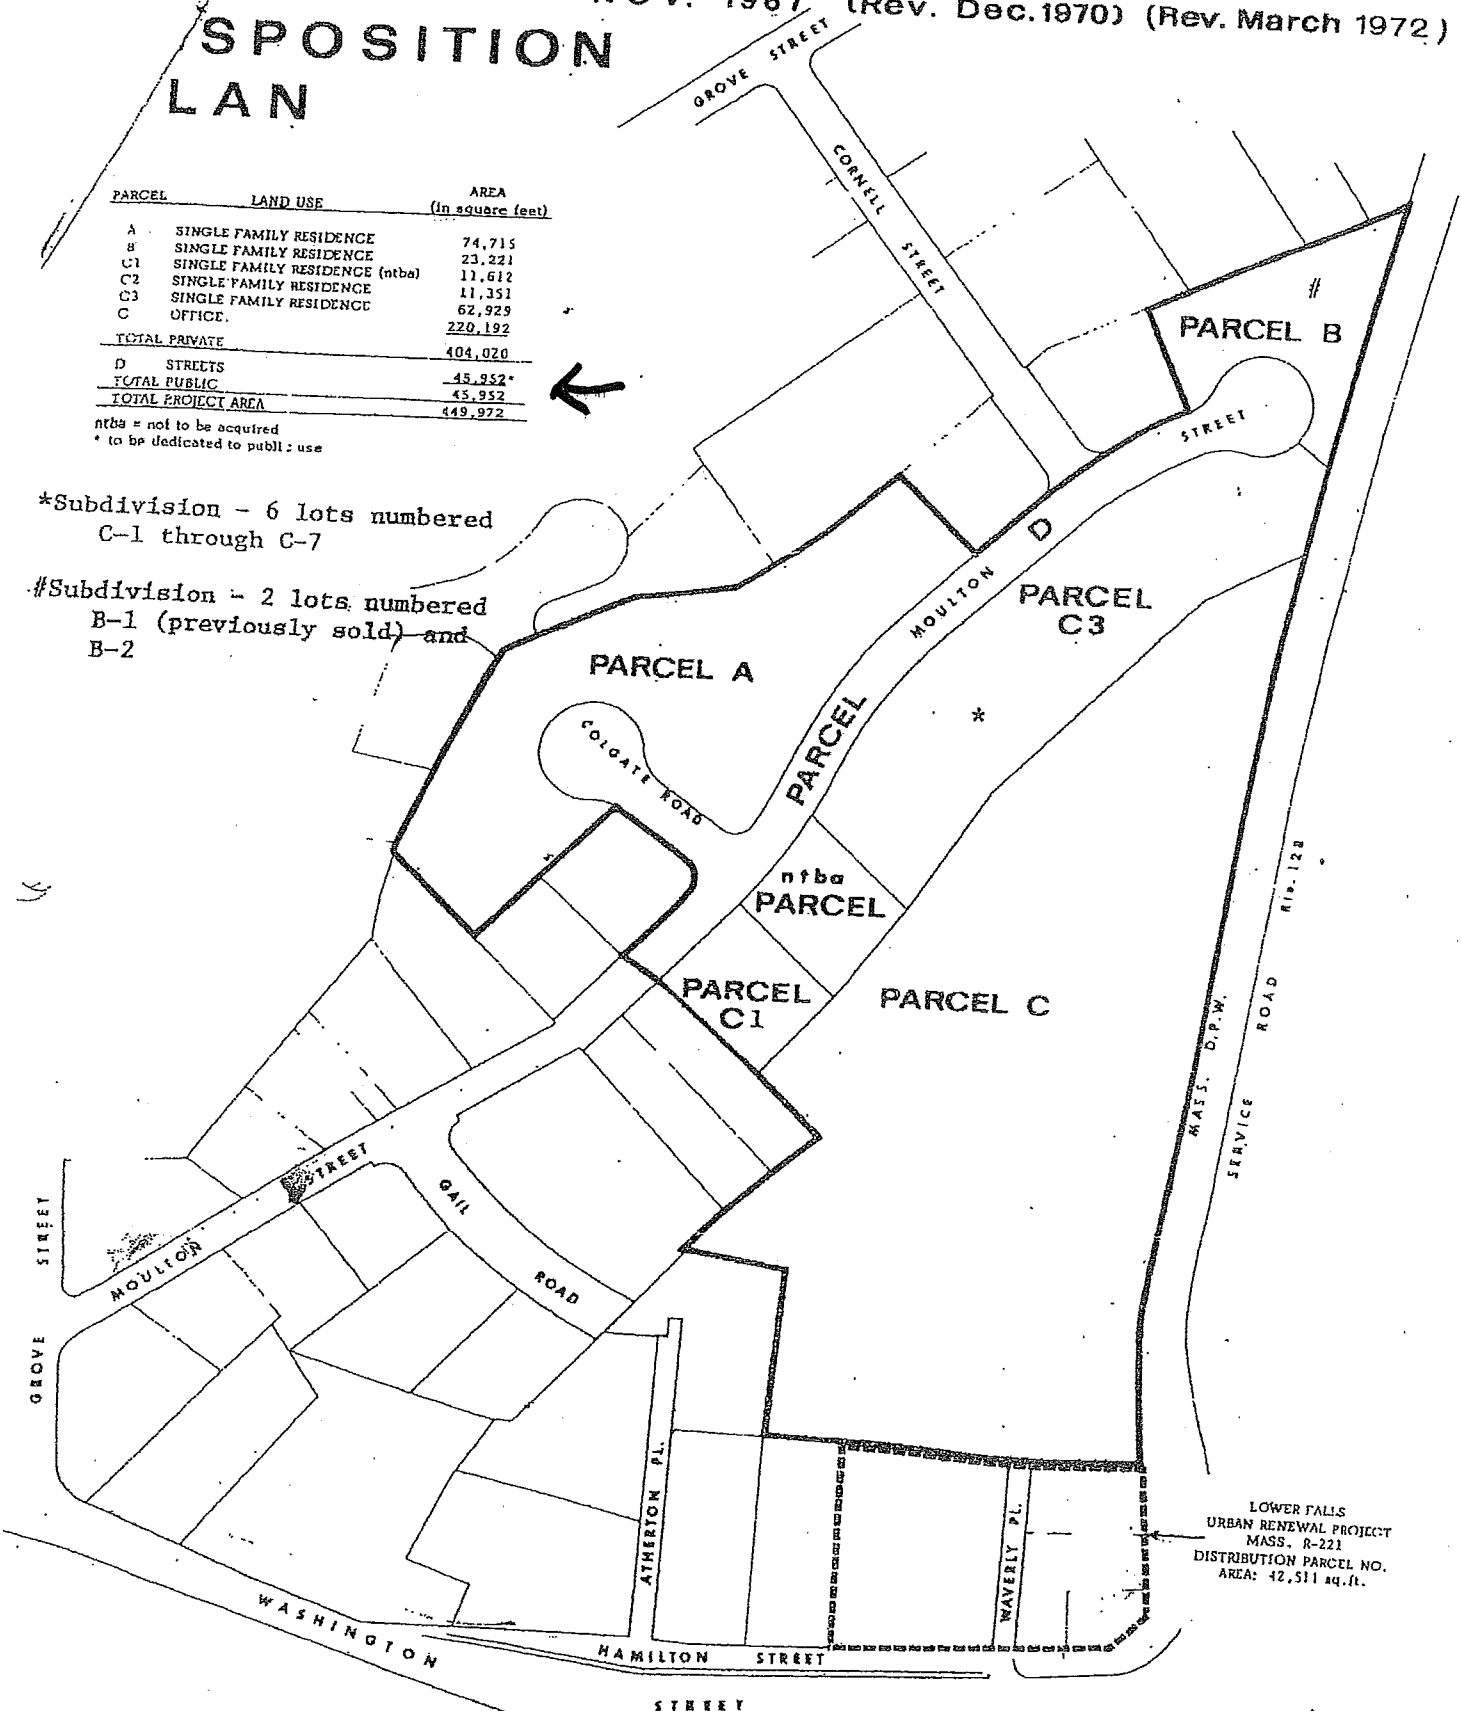 NOV. 1967 (Rev. Dec.1970) (Rev. March 1972)
SPOSITION
LAN
PARCEL LAND USE AREA (in square feet)
A SINGLE FAMILY RESIDENCE 74,715
B SINGLE FAMILY RESIDENCE 23,221
C1 SINGLE FAMILY RESIDENCE (ntba) 11,612
C2 SINGLE FAMILY RESIDENCE 11,351
C3 SINGLE FAMILY RESIDENCE 62,929
C OFFICE. 220,192
TOTAL PRIVATE 404,020
D STREETS 45,952*
TOTAL PUBLIC 45,952
TOTAL PROJECT AREA 449,972
ntba = not to be acquired
* to be dedicated to public use
*Subdivision - 6 lots numbered
C-1 through C-7
#Subdivision - 2 lots numbered
B-1 (previously sold) and
B-2
GROVE STREET
CORNELL STREET
#
PARCEL B
STREET
D
MOULTON
PARCEL
PARCEL
C3
*
PARCEL A
COLGATE ROAD
ntba
PARCEL
PARCEL
C1
PARCEL C
Rte. 128
MASS. D.P.W.
SERVICE ROAD
STREET
MOULTON
GAIL ROAD
GROVE STREET
ATHERTON PL.
WAVERLY PL.
LOWER FALLS
URBAN RENEWAL PROJECT
MASS. R-221
DISTRIBUTION PARCEL NO.
AREA: 42,511 sq.ft.
WASHINGTON
HAMILTON STREET
STREET